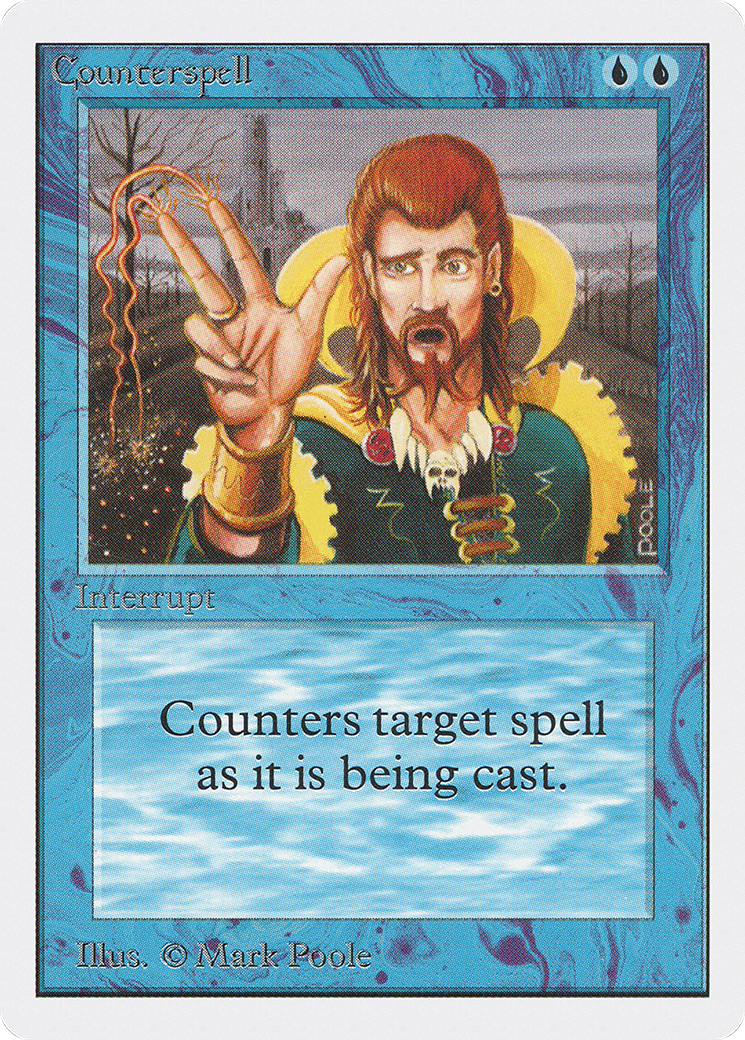 Counterspell
POOLE
Interrupt
Counters target spell
as it is being cast.
Illus. © Mark Poole